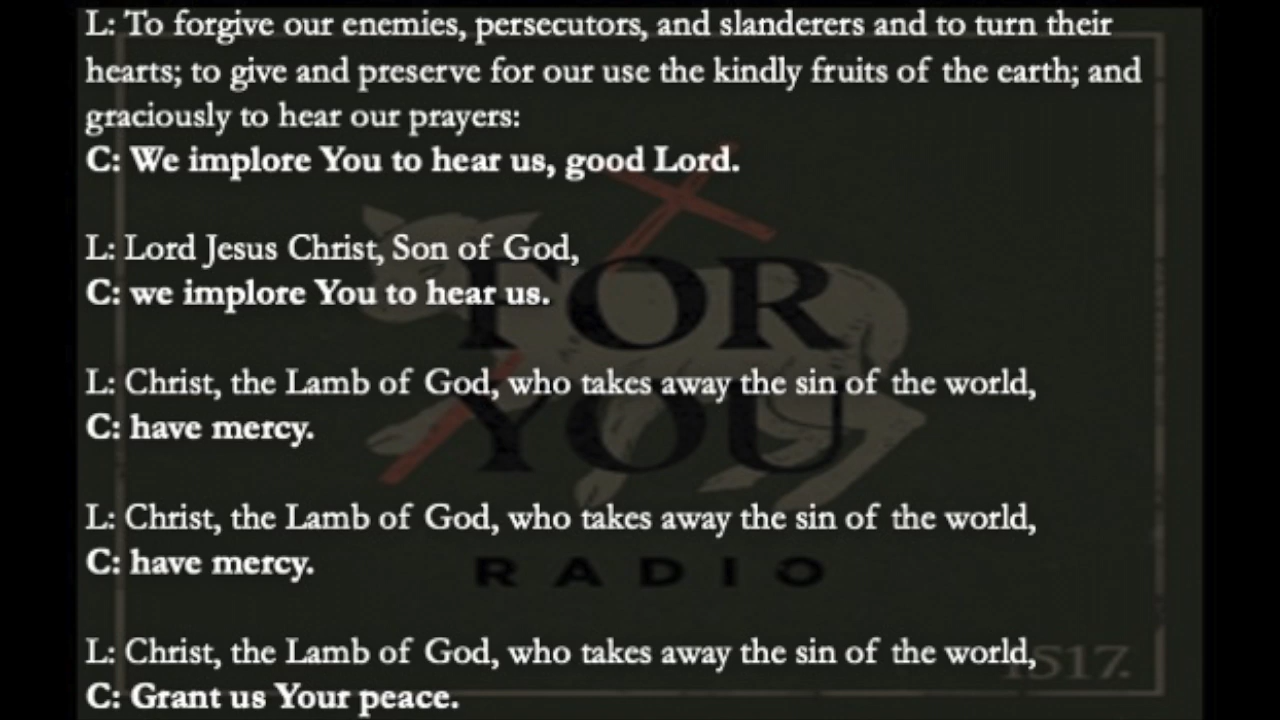 L: To forgive our enemies, persecutors, and slanderers and to turn their
hearts; to give and preserve for our use the kindly fruits of the earth; and
graciously to hear our prayers:
C: We implore You to hear us, good Lord.
L: Lord Jesus Christ, Son of God,
C: we implore You to hear us.
FOR
L: Christ, the Lamb of God, who takes away the sin of the world,
C: have mercy.
YOU
L: Christ, the Lamb of God, who takes away the sin of the world,
C: have mercy.
RADIO
L: Christ, the Lamb of God, who takes away the sin of the world,
1517.
C: Grant us Your peace.